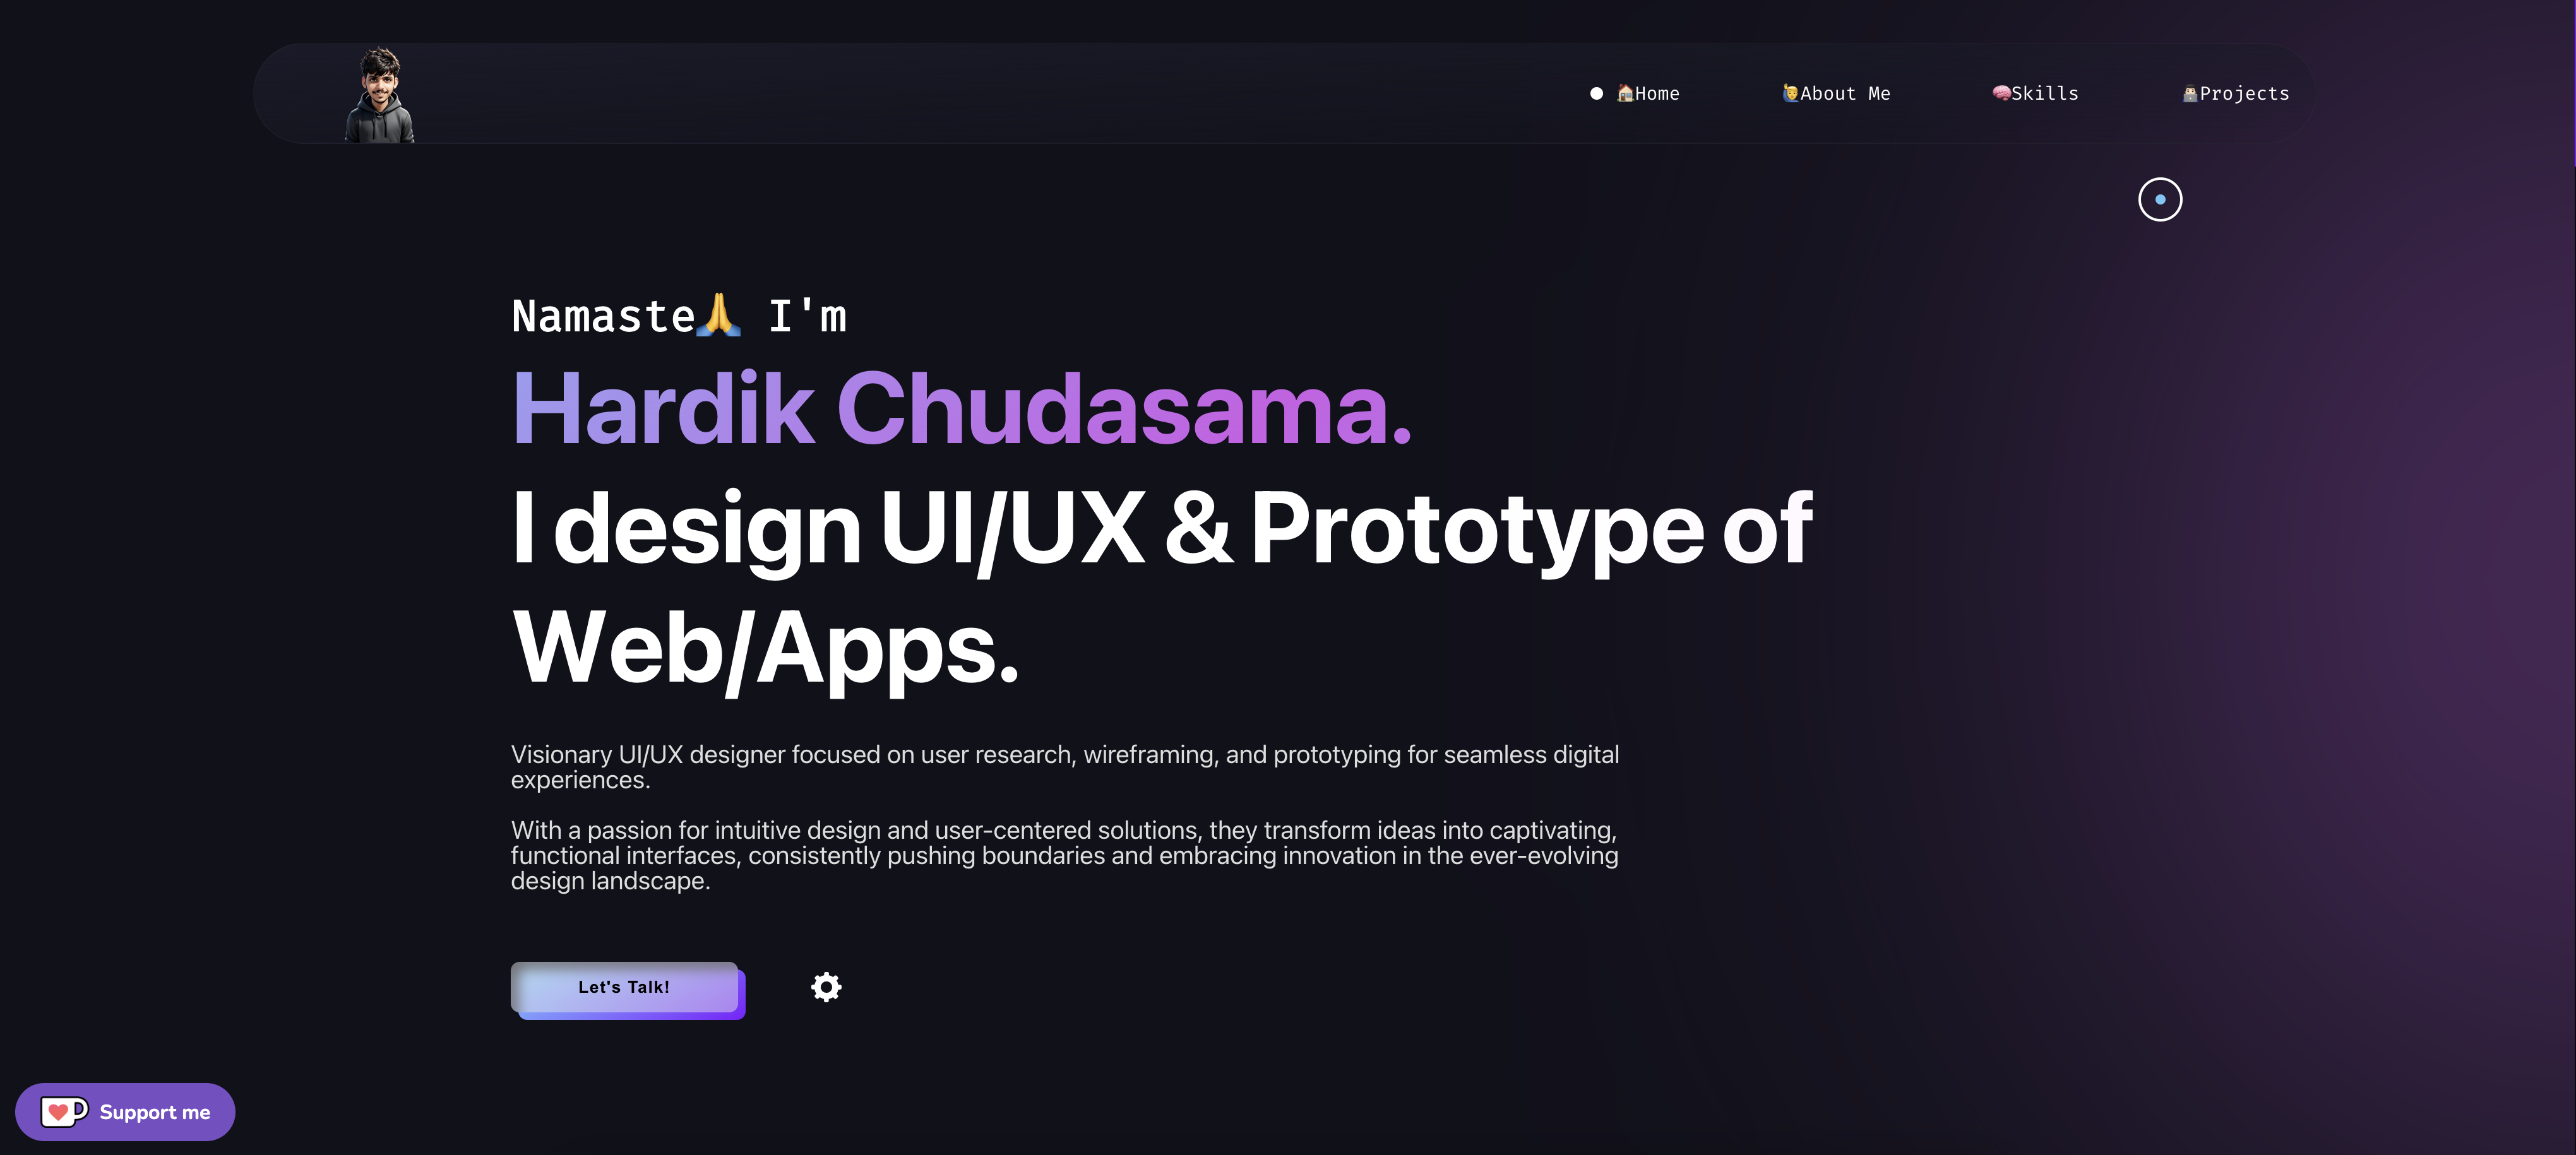 🏠Home 🙋‍♂️About Me 🧠Skills 👨🏻‍💻Projects
Namaste🙏 I'm
Hardik Chudasama.
I design UI/UX & Prototype of
Web/Apps.
Visionary UI/UX designer focused on user research, wireframing, and prototyping for seamless digital
experiences.
With a passion for intuitive design and user-centered solutions, they transform ideas into captivating,
functional interfaces, consistently pushing boundaries and embracing innovation in the ever-evolving
design landscape.
Let's Talk!
Support me